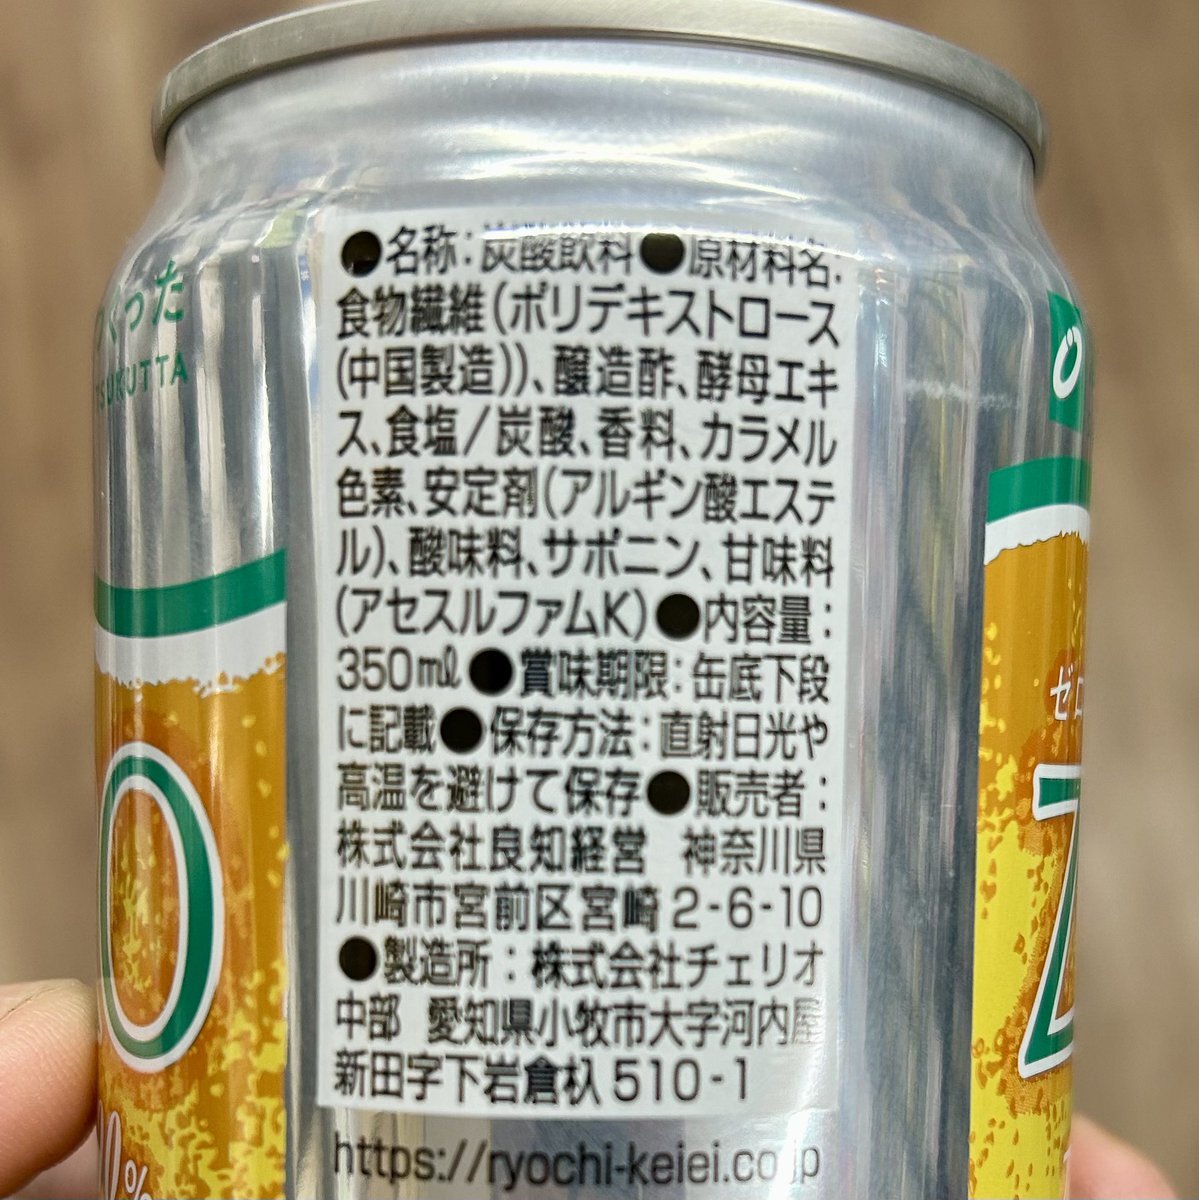 ●名称:炭酸飲料●原材料名:
食物繊維(ポリデキストロース
(中国製造))、醸造酢、酵母エキ
ス、食塩/炭酸、香料、カラメル
色素、安定剤(アルギン酸エステ
ル)、酸味料、サポニン、甘味料
(アセスルファムK)●内容量:
350ml●賞味期限:缶底下段
に記載●保存方法:直射日光や
高温を避けて保存●販売者:
株式会社良知経営 神奈川県
川崎市宮前区宮崎2-6-10
●製造所:株式会社チェリオ
中部 愛知県小牧市大字河内屋
新田字下岩倉杁510-1
https://ryochi-keiei.co.jp
くった
TSUKUTTA
O
%
ゼロ
Z